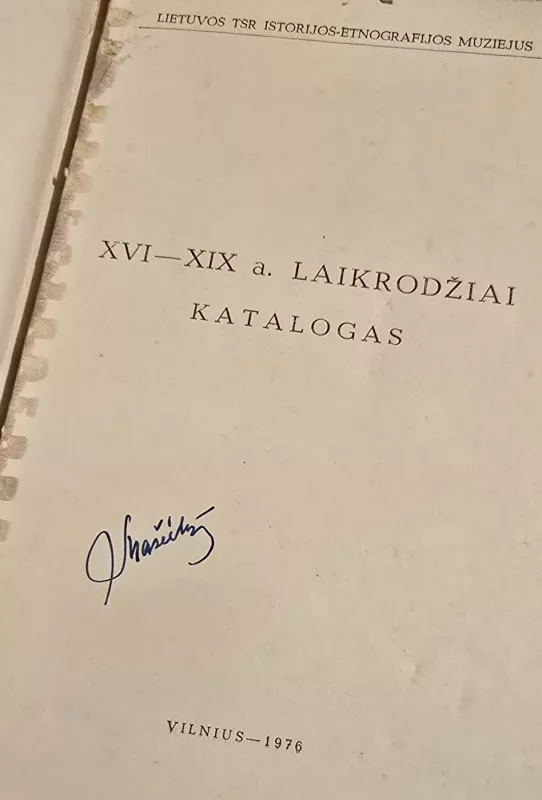 LIETUVOS TSR ISTORIJOS-ETNOGRAFIJOS MUZIEJUS
XVI—XIX a. LAIKRODŽIAI
KATALOGAS
VILNIUS—1976